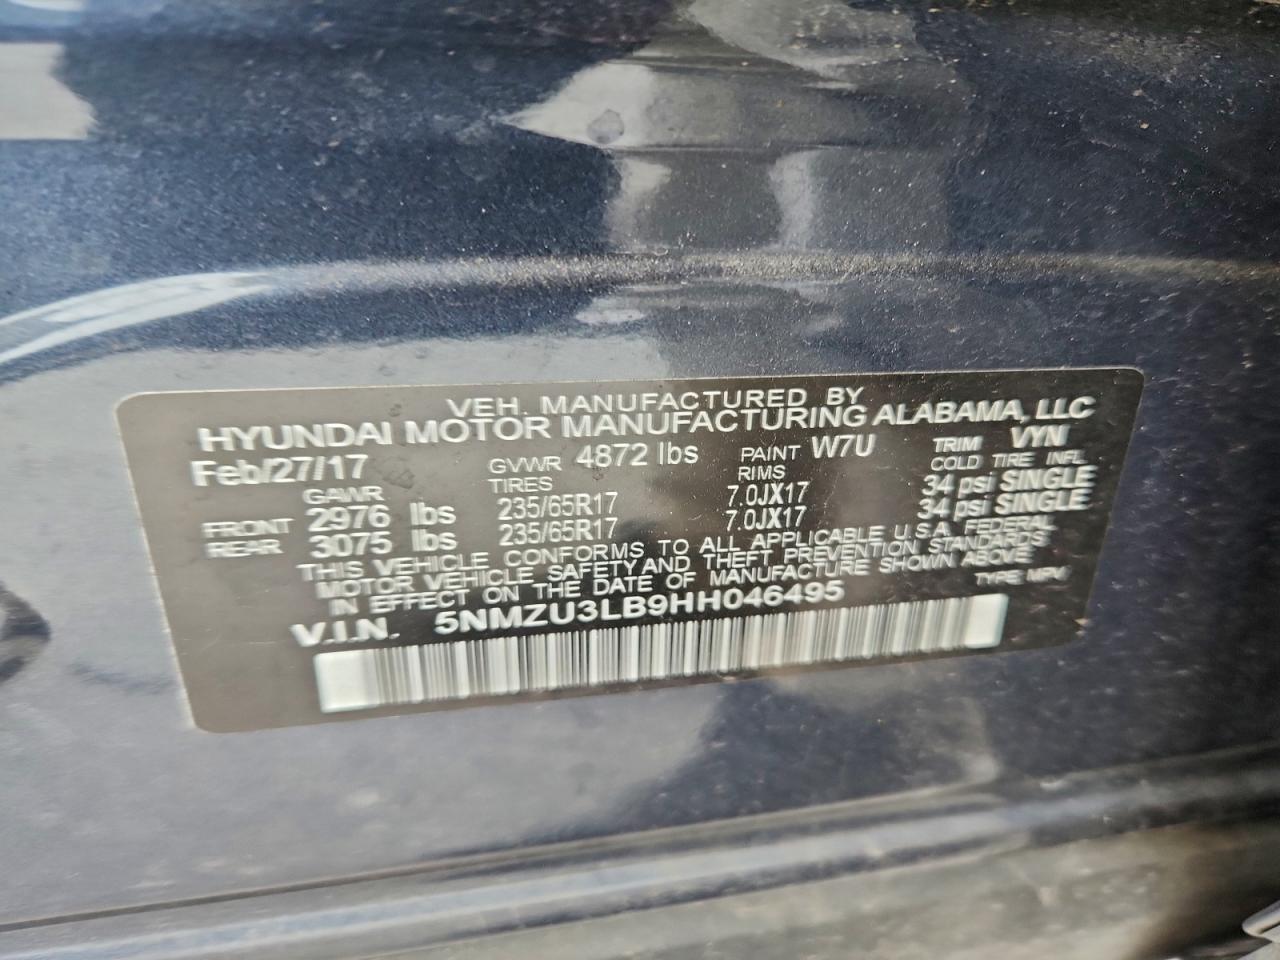 VEH. MANUFACTURED BY
HYUNDAI MOTOR MANUFACTURING ALABAMA, LLC
Feb/27/17 GVWR 4872 lbs PAINT W7U TRIM VYN
GAWR TIRES RIMS COLD TIRE INFL
FRONT 2976 lbs 235/65R17 7.0JX17 34 psi SINGLE
REAR 3075 lbs 235/65R17 7.0JX17 34 psi SINGLE
THIS VEHICLE CONFORMS TO ALL APPLICABLE U.S.A. FEDERAL
MOTOR VEHICLE SAFETY AND THEFT PREVENTION STANDARDS
IN EFFECT ON THE DATE OF MANUFACTURE SHOWN ABOVE
V.I.N. 5NMZU3LB9HH046495 TYPE MPV